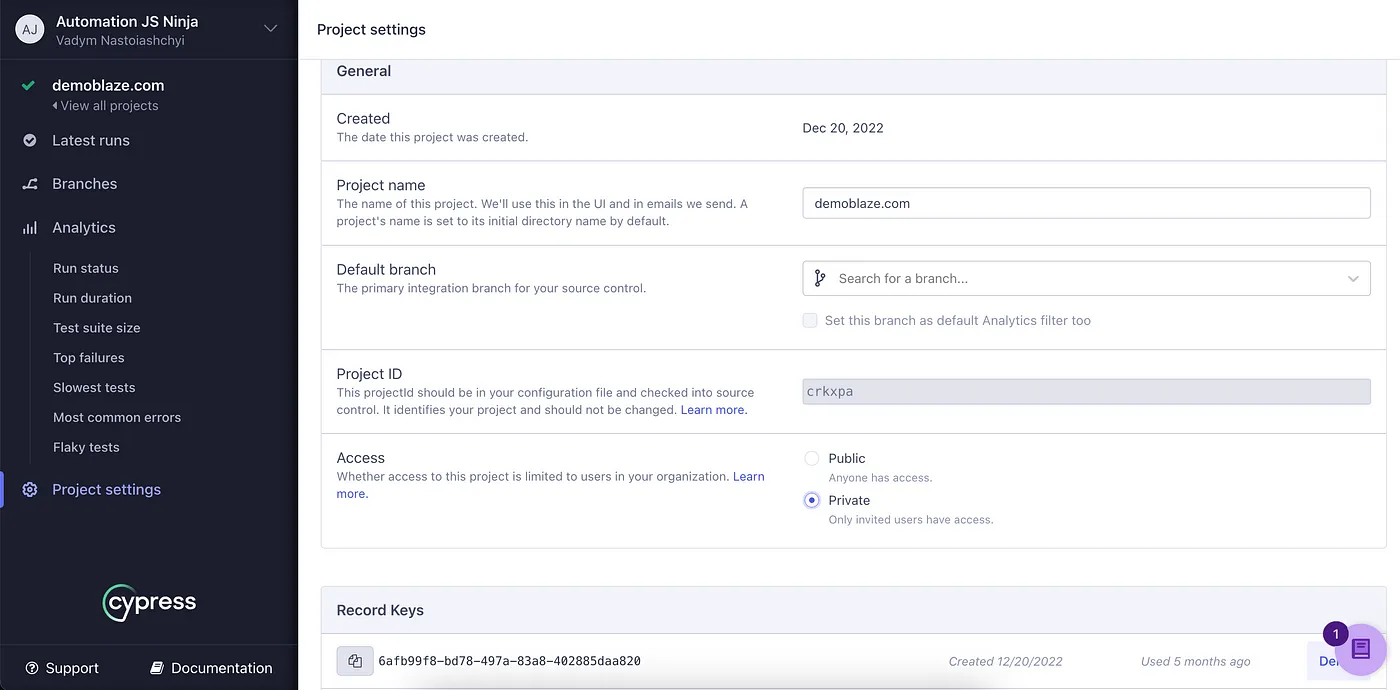 AJ
Automation JS Ninja
Vadym Nastoiashchyi
demoblaze.com
View all projects
Latest runs
Branches
Analytics
Run status
Run duration
Test suite size
Top failures
Slowest tests
Most common errors
Flaky tests
Project settings
cypress
Support
Documentation
Project settings
General
Created
The date this project was created.
Dec 20, 2022
Project name
The name of this project. We'll use this in the UI and in emails we send. A
project's name is set to its initial directory name by default.
demoblaze.com
Default branch
The primary integration branch for your source control.
Search for a branch...
Set this branch as default Analytics filter too
Project ID
This projectId should be in your configuration file and checked into source
control. It identifies your project and should not be changed. Learn more.
crkxpa
Access
Whether access to this project is limited to users in your organization. Learn
more.
Public
Anyone has access.
Private
Only invited users have access.
Record Keys
6afb99f8-bd78-497a-83a8-402885daa820
Created 12/20/2022
Used 5 months ago
1